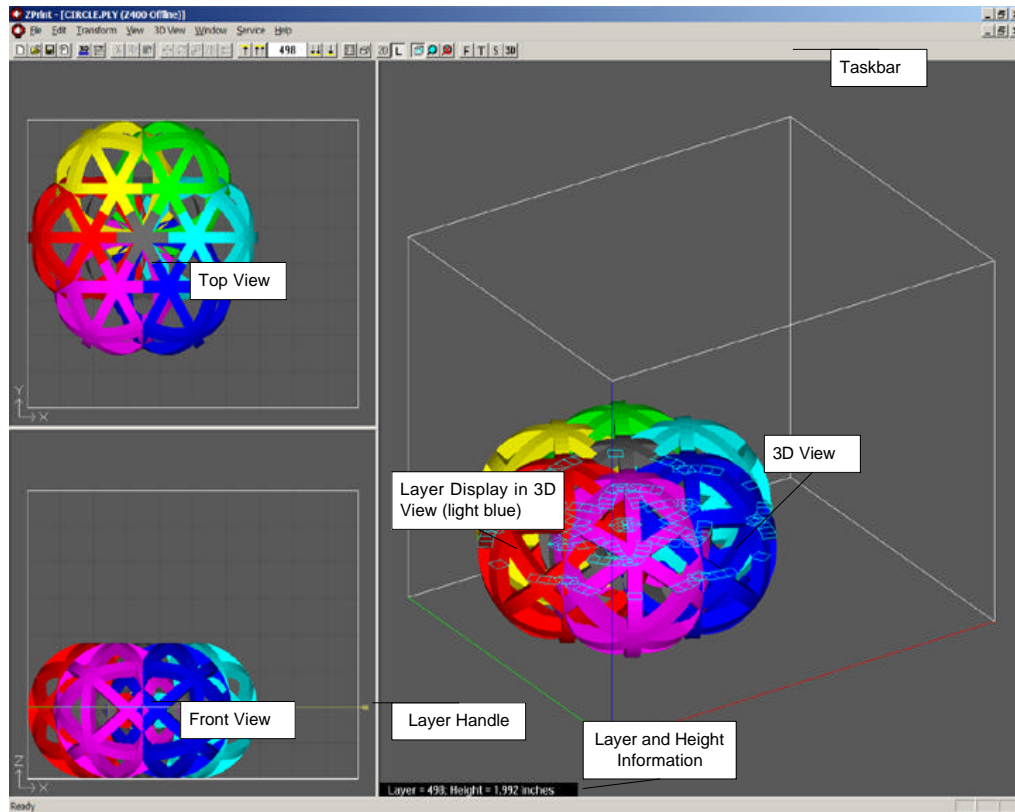 ZPrint - [CIRCLE.PLY (Z400 Offline)]
File Edit Transform View 3D View Window Service Help
498 2D L F T S 3D
Taskbar
Top View
Y
X
3D View
Layer Display in 3D
View (light blue)
Front View
Layer Handle
Layer and Height
Information
Z
X
Layer = 498; Height = 1.992 inches
Ready